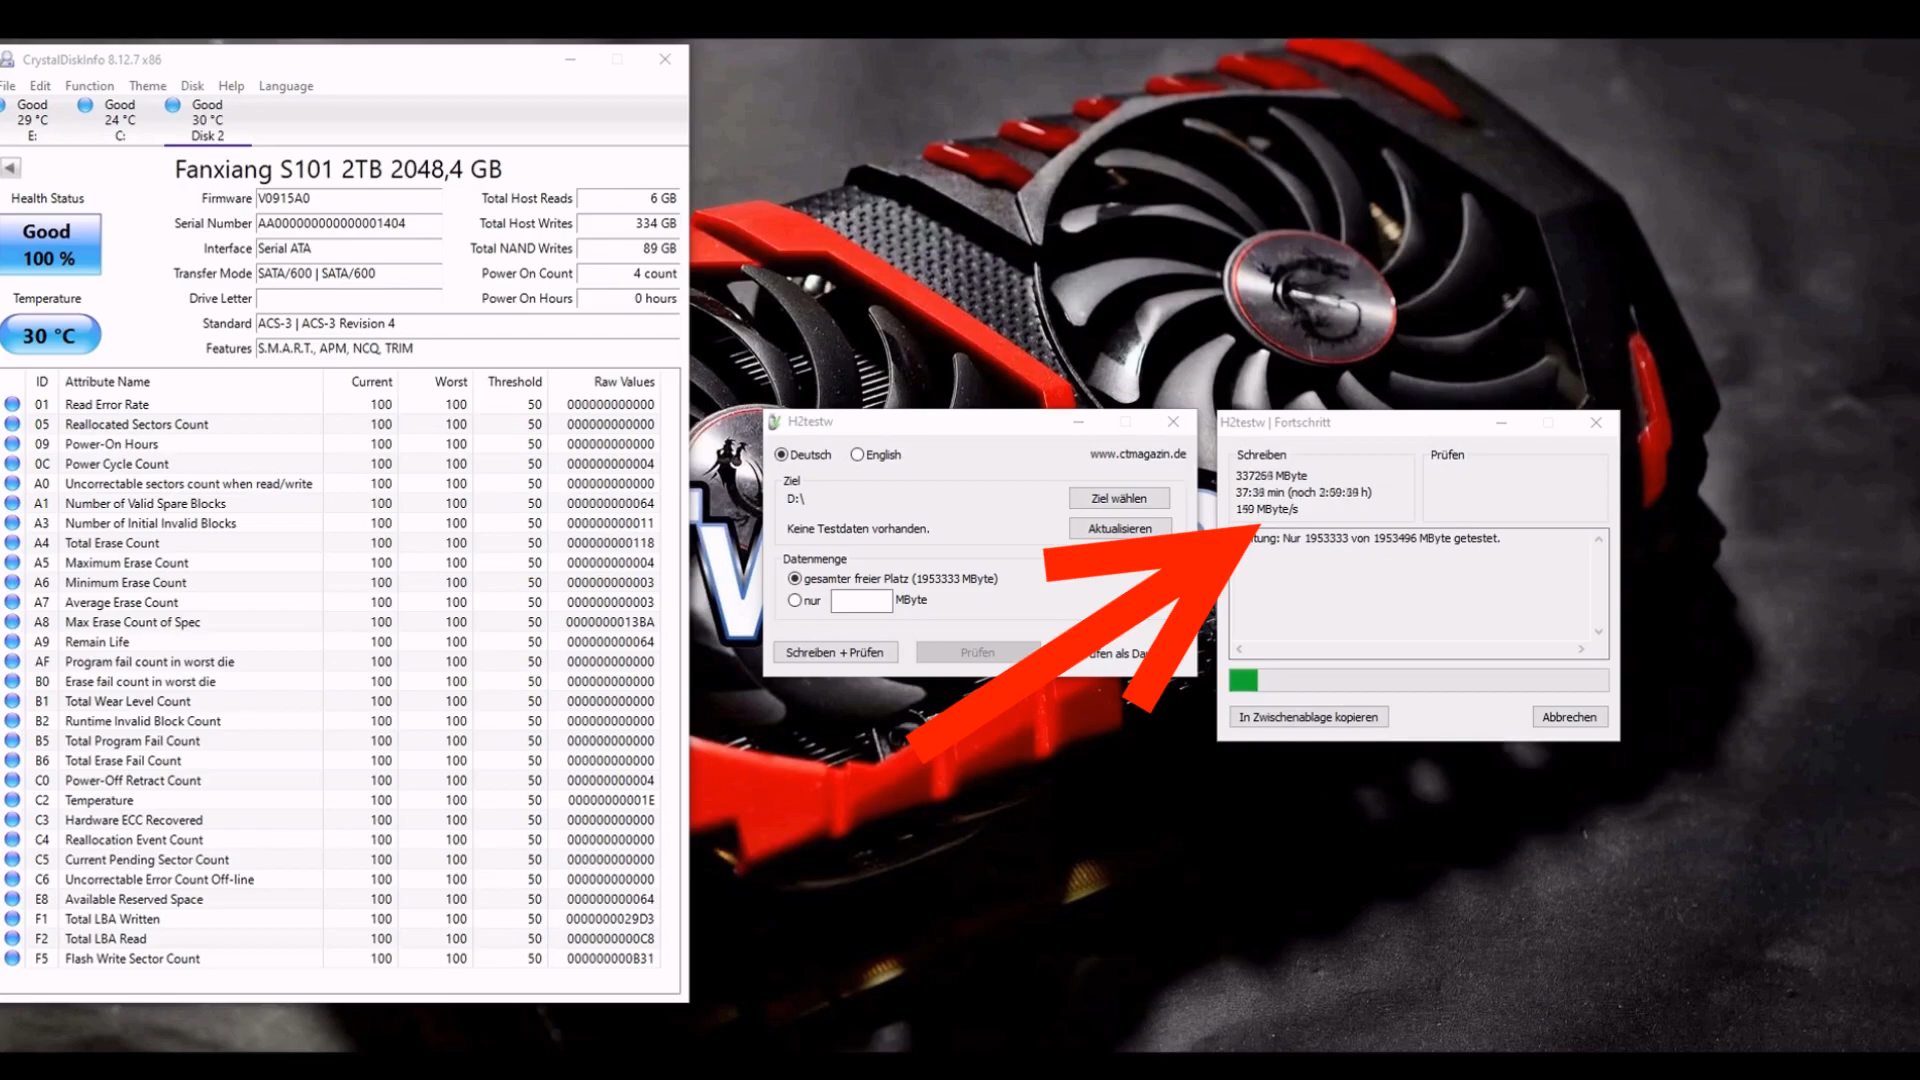 CrystalDiskInfo 8.12.7 x86
File Edit Function Theme Disk Help Language
Good Good Good
29 °C 24 °C 30 °C
E: C: Disk 2
Fanxiang S101 2TB 2048,4 GB
Health Status
Good
100 %
Temperature
30 °C
Firmware V0915A0
Serial Number AA000000000000001404
Interface Serial ATA
Transfer Mode SATA/600 | SATA/600
Drive Letter
Standard ACS-3 | ACS-3 Revision 4
Features S.M.A.R.T., APM, NCQ, TRIM
Total Host Reads 6 GB
Total Host Writes 334 GB
Total NAND Writes 89 GB
Power On Count 4 count
Power On Hours 0 hours
ID Attribute Name Current Worst Threshold Raw Values
01 Read Error Rate 100 100 50 000000000000
05 Reallocated Sectors Count 100 100 50 000000000000
09 Power-On Hours 100 100 50 000000000000
0C Power Cycle Count 100 100 50 000000000004
A0 Uncorrectable sectors count when read/write 100 100 50 000000000000
A1 Number of Valid Spare Blocks 100 100 50 000000000064
A3 Number of Initial Invalid Blocks 100 100 50 000000000011
A4 Total Erase Count 100 100 50 000000000118
A5 Maximum Erase Count 100 100 50 000000000004
A6 Minimum Erase Count 100 100 50 000000000003
A7 Average Erase Count 100 100 50 000000000003
A8 Max Erase Count of Spec 100 100 50 0000000013BA
A9 Remain Life 100 100 50 000000000064
AF Program fail count in worst die 100 100 50 000000000000
B0 Erase fail count in worst die 100 100 50 000000000000
B1 Total Wear Level Count 100 100 50 000000000000
B2 Runtime Invalid Block Count 100 100 50 000000000000
B5 Total Program Fail Count 100 100 50 000000000000
B6 Total Erase Fail Count 100 100 50 000000000000
C0 Power-Off Retract Count 100 100 50 000000000004
C2 Temperature 100 100 50 00000000001E
C3 Hardware ECC Recovered 100 100 50 000000000000
C4 Reallocation Event Count 100 100 50 000000000000
C5 Current Pending Sector Count 100 100 50 000000000000
C6 Uncorrectable Error Count Off-line 100 100 50 000000000000
E8 Available Reserved Space 100 100 50 000000000064
F1 Total LBA Written 100 100 50 0000000029D3
F2 Total LBA Read 100 100 50 0000000000C8
F5 Flash Write Sector Count 100 100 50 000000000B31
H2testw
Deutsch English www.ctmagazin.de
Ziel
D:\ Ziel wählen
Keine Testdaten vorhanden. Aktualisieren
Datenmenge
gesamter freier Platz (1953333 MByte)
nur MByte
Schreiben + Prüfen Prüfen als
H2testw | Fortschritt
Schreiben Prüfen
MByte
min (noch h)
MByte/s
Nur 1953333 von 1953496 MByte getestet.
In Zwischenablage kopieren Abbrechen